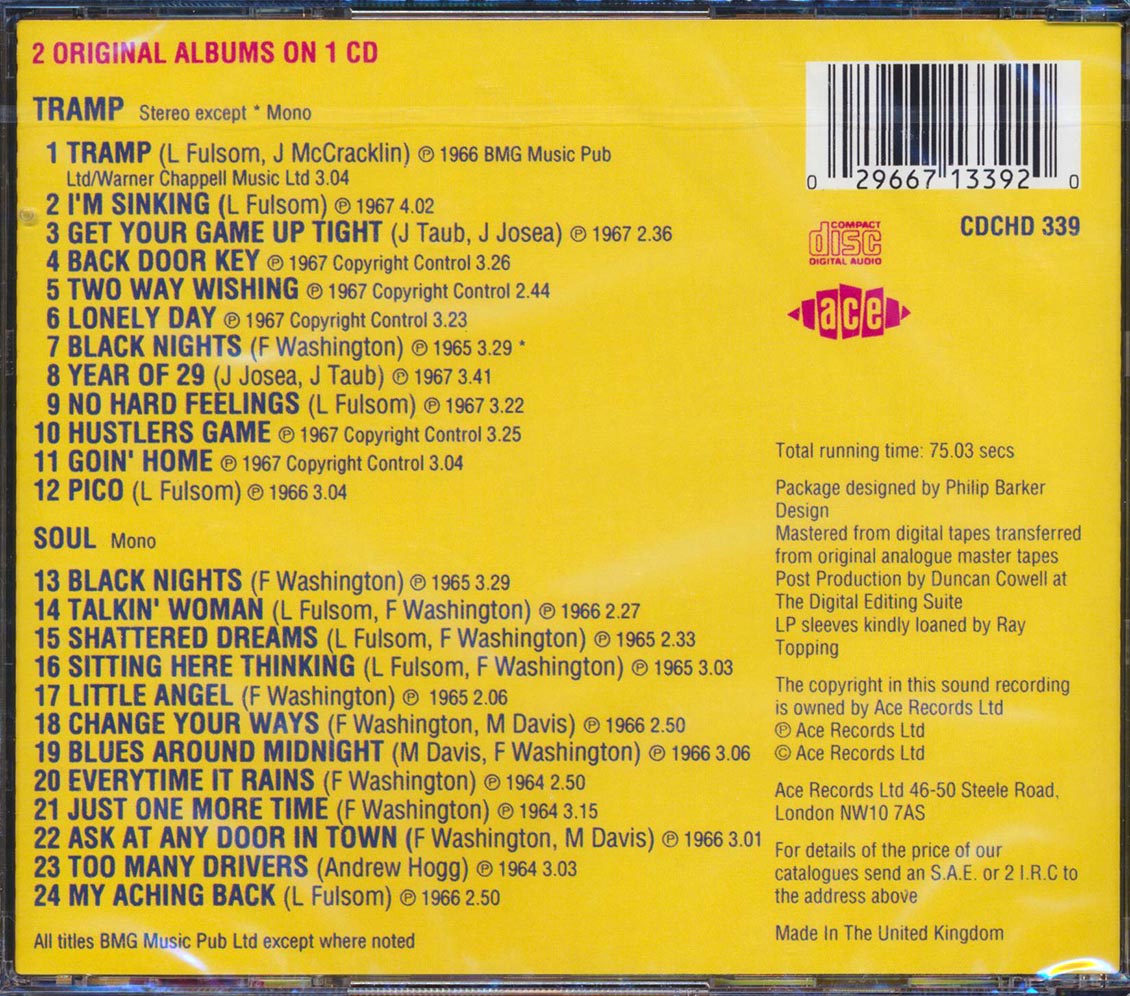 2 ORIGINAL ALBUMS ON 1 CD
TRAMP Stereo except * Mono
1 TRAMP (L Fulsom, J McCracklin) ℗ 1966 BMG Music Pub
Ltd/Warner Chappell Music Ltd 3.04
2 I'M SINKING (L Fulsom) ℗ 1967 4.02
3 GET YOUR GAME UP TIGHT (J Taub, J Josea) ℗ 1967 2.36
4 BACK DOOR KEY ℗ 1967 Copyright Control 3.26
5 TWO WAY WISHING ℗ 1967 Copyright Control 2.44
6 LONELY DAY ℗ 1967 Copyright Control 3.23
7 BLACK NIGHTS (F Washington) ℗ 1965 3.29 *
8 YEAR OF 29 (J Josea, J Taub) ℗ 1967 3.41
9 NO HARD FEELINGS (L Fulsom) ℗ 1967 3.22
10 HUSTLERS GAME ℗ 1967 Copyright Control 3.25
11 GOIN' HOME ℗ 1967 Copyright Control 3.04
12 PICO (L Fulsom) ℗ 1966 3.04
SOUL Mono
13 BLACK NIGHTS (F Washington) ℗ 1965 3.29
14 TALKIN' WOMAN (L Fulsom, F Washington) ℗ 1966 2.27
15 SHATTERED DREAMS (L Fulsom, F Washington) ℗ 1965 2.33
16 SITTING HERE THINKING (L Fulsom, F Washington) ℗ 1965 3.03
17 LITTLE ANGEL (F Washington) ℗ 1965 2.06
18 CHANGE YOUR WAYS (F Washington, M Davis) ℗ 1966 2.50
19 BLUES AROUND MIDNIGHT (M Davis, F Washington) ℗ 1966 3.06
20 EVERYTIME IT RAINS (F Washington) ℗ 1964 2.50
21 JUST ONE MORE TIME (F Washington) ℗ 1964 3.15
22 ASK AT ANY DOOR IN TOWN (F Washington, M Davis) ℗ 1966 3.01
23 TOO MANY DRIVERS (Andrew Hogg) ℗ 1964 3.03
24 MY ACHING BACK (L Fulsom) ℗ 1966 2.50
All titles BMG Music Pub Ltd except where noted
0 29667 13392 0
CDCHD 339
COMPACT
disc
DIGITAL AUDIO
ace
Total running time: 75.03 secs
Package designed by Philip Barker
Design
Mastered from digital tapes transferred
from original analogue master tapes
Post Production by Duncan Cowell at
The Digital Editing Suite
LP sleeves kindly loaned by Ray
Topping
The copyright in this sound recording
is owned by Ace Records Ltd
℗ Ace Records Ltd
© Ace Records Ltd
Ace Records Ltd 46-50 Steele Road,
London NW10 7AS
For details of the price of our
catalogues send an S.A.E. or 2 I.R.C to
the address above
Made In The United Kingdom